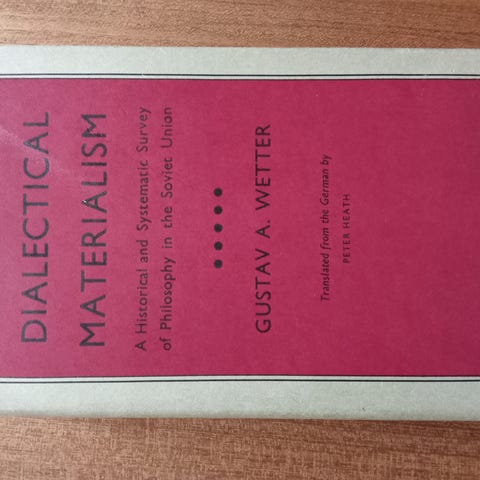 DIALECTICAL
MATERIALISM
A Historical and Systematic Survey
of Philosophy in the Soviet Union
GUSTAV A. WETTER
Translated from the German by
PETER HEATH